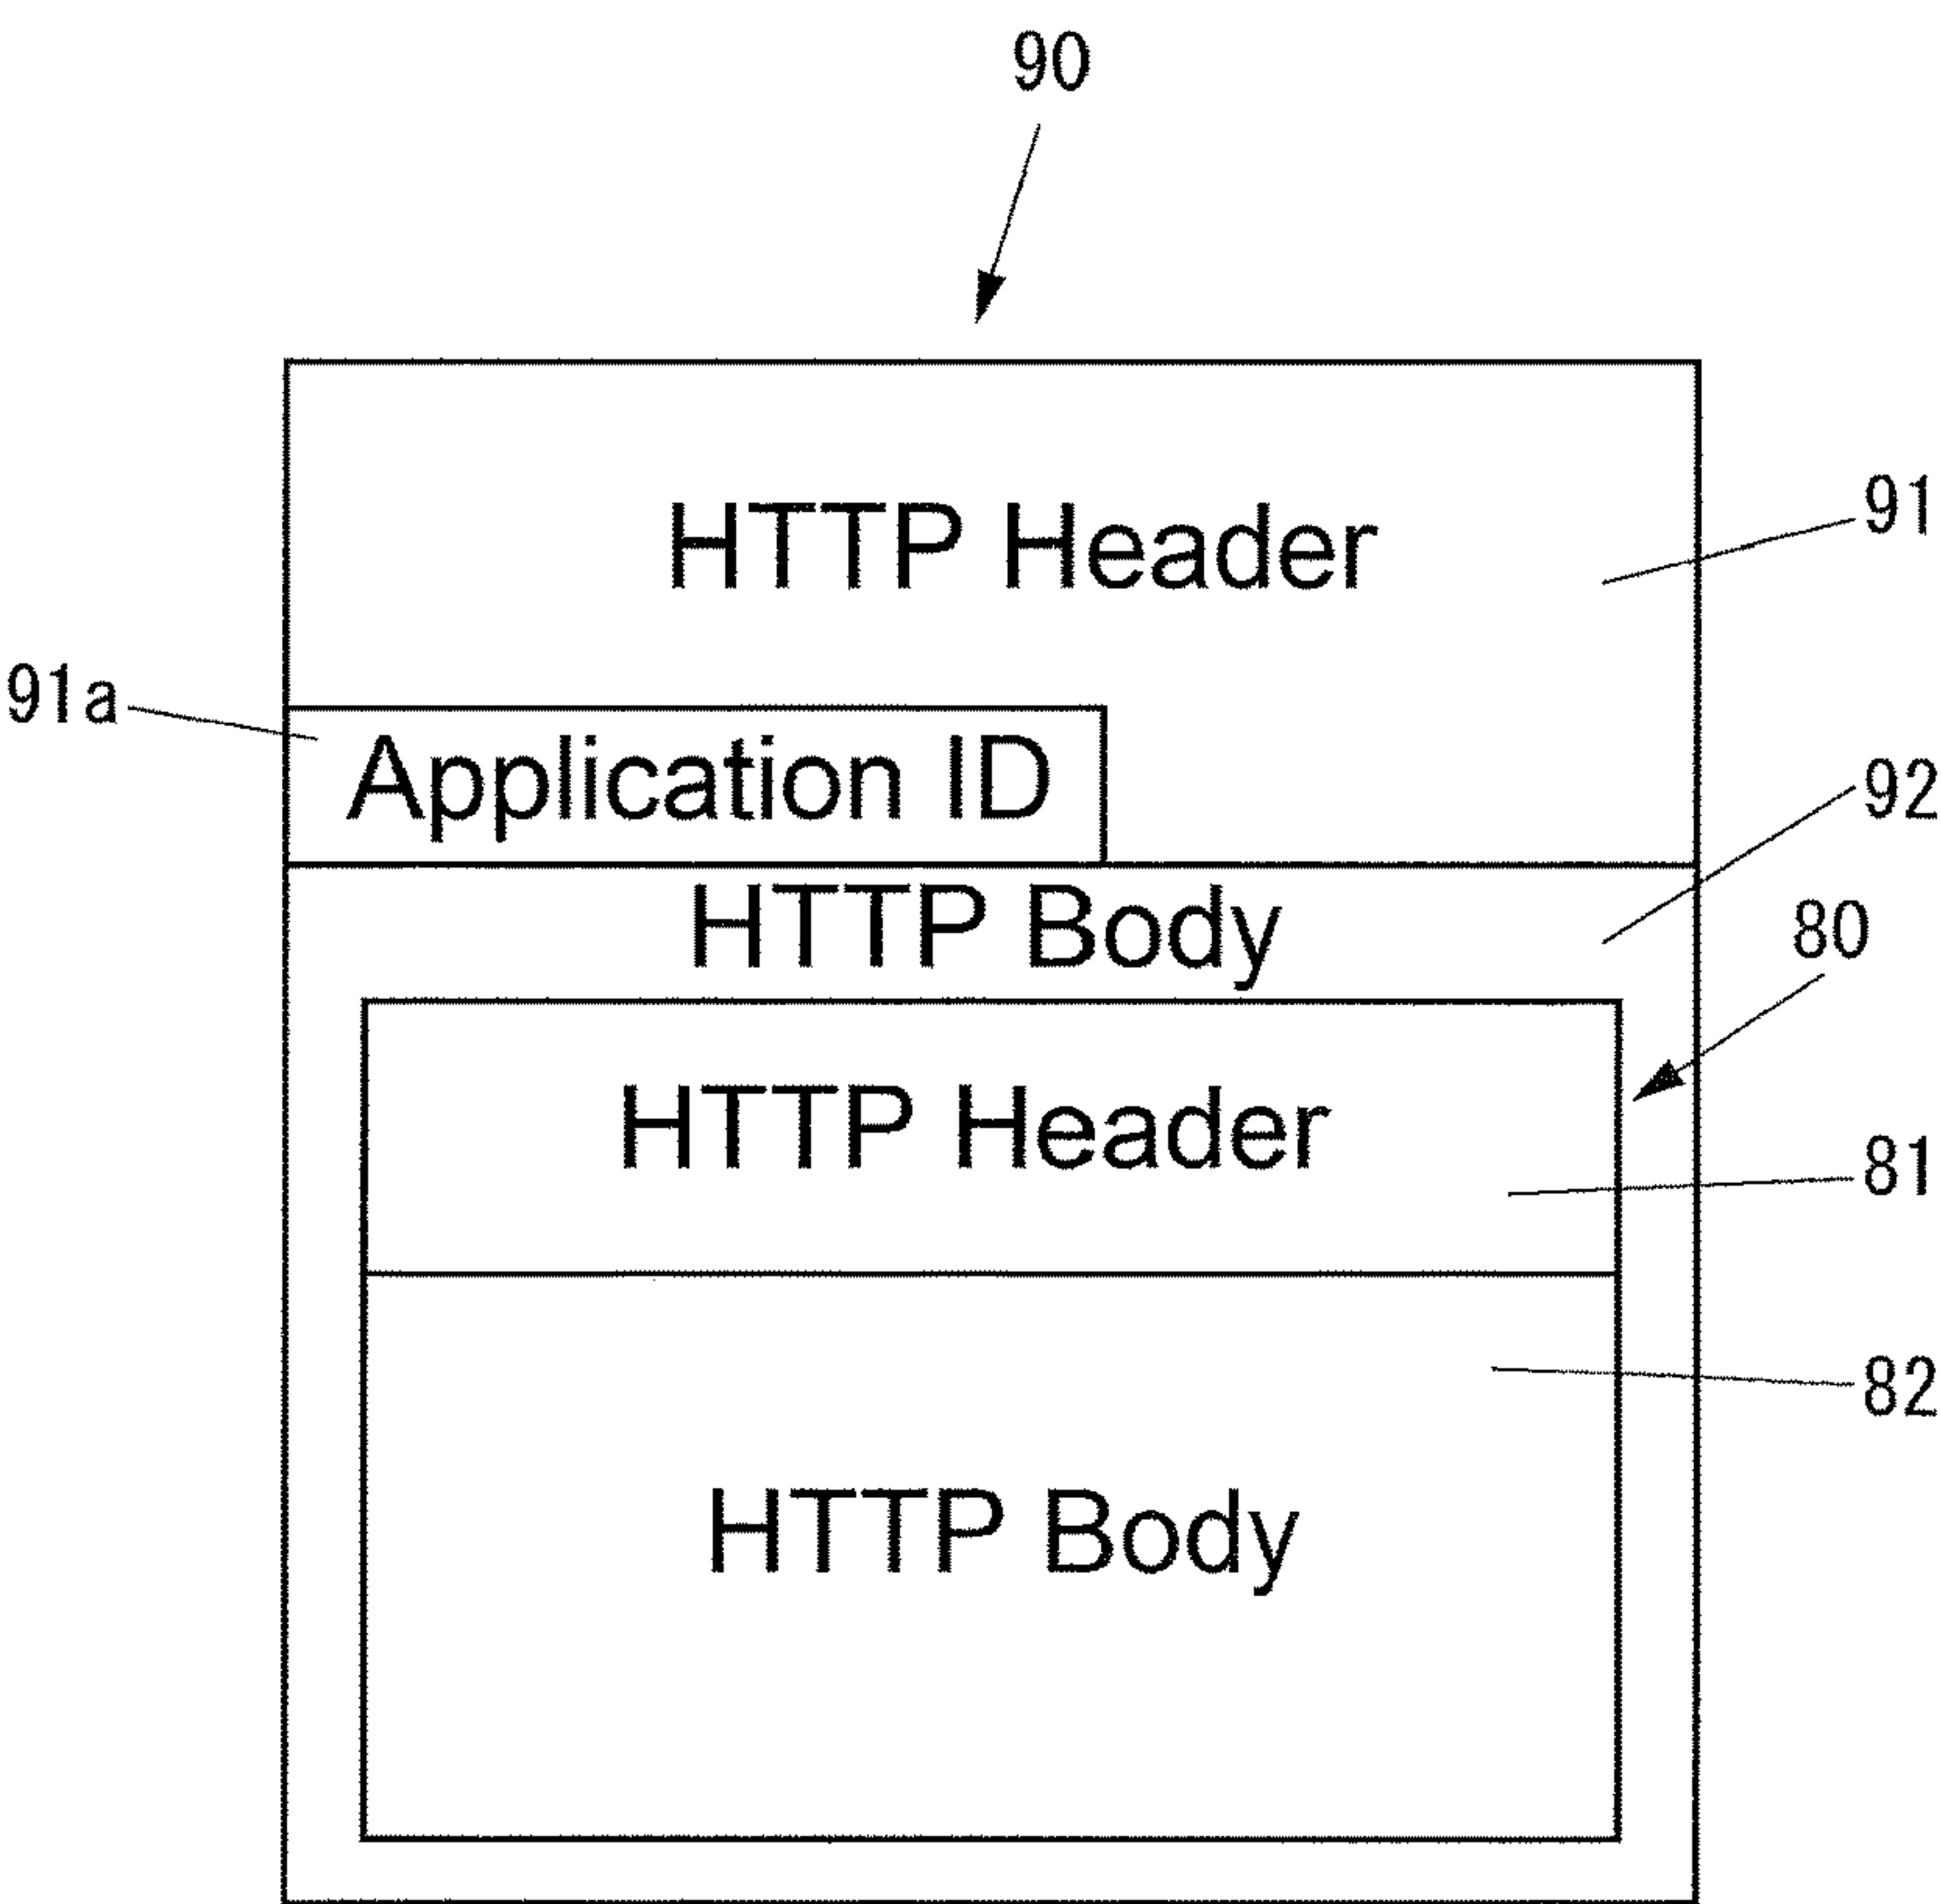 90
HTTP Header
91
91a
Application ID
92
HTTP Body
80
HTTP Header
81
82
HTTP Body